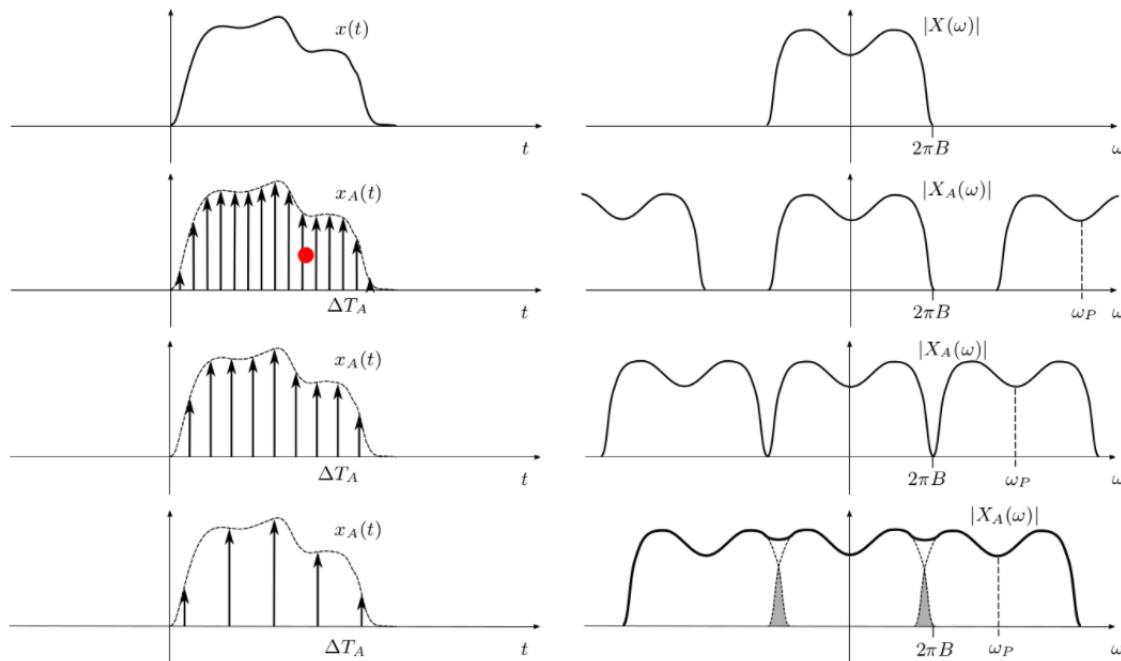 x(t)
|X(ω)|
t
2πB
ω
x_A(t)
|X_A(ω)|
ΔT_A
t
2πB
ω_P
ω
x_A(t)
|X_A(ω)|
ΔT_A
t
2πB
ω_P
ω
x_A(t)
|X_A(ω)|
ΔT_A
t
2πB
ω_P
ω